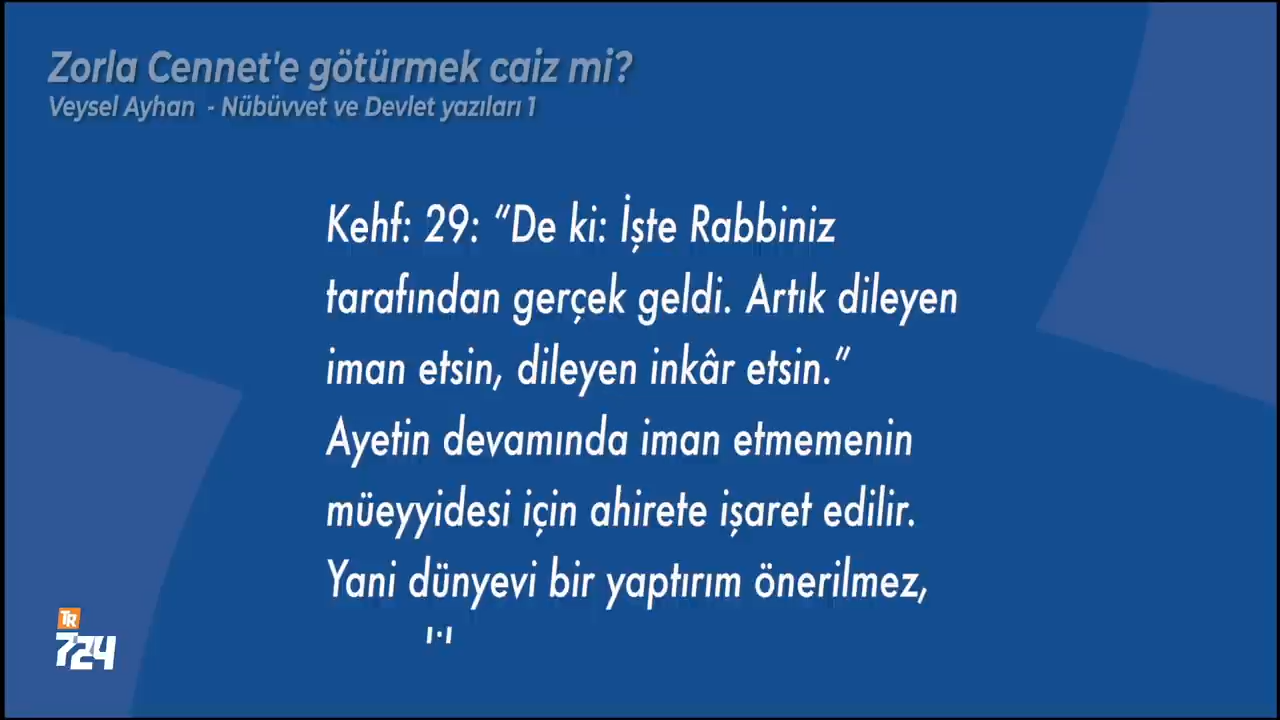 Zorla Cennet'e götürmek caiz mi?
Veysel Ayhan - Nübüvvet ve Devlet yazıları 1
Kehf: 29: “De ki: İşte Rabbiniz
tarafından gerçek geldi. Artık dileyen
iman etsin, dileyen inkâr etsin.”
Ayetin devamında iman etmemenin
müeyyidesi için ahirete işaret edilir.
Yani dünyevi bir yaptırım önerilmez,
TR
724